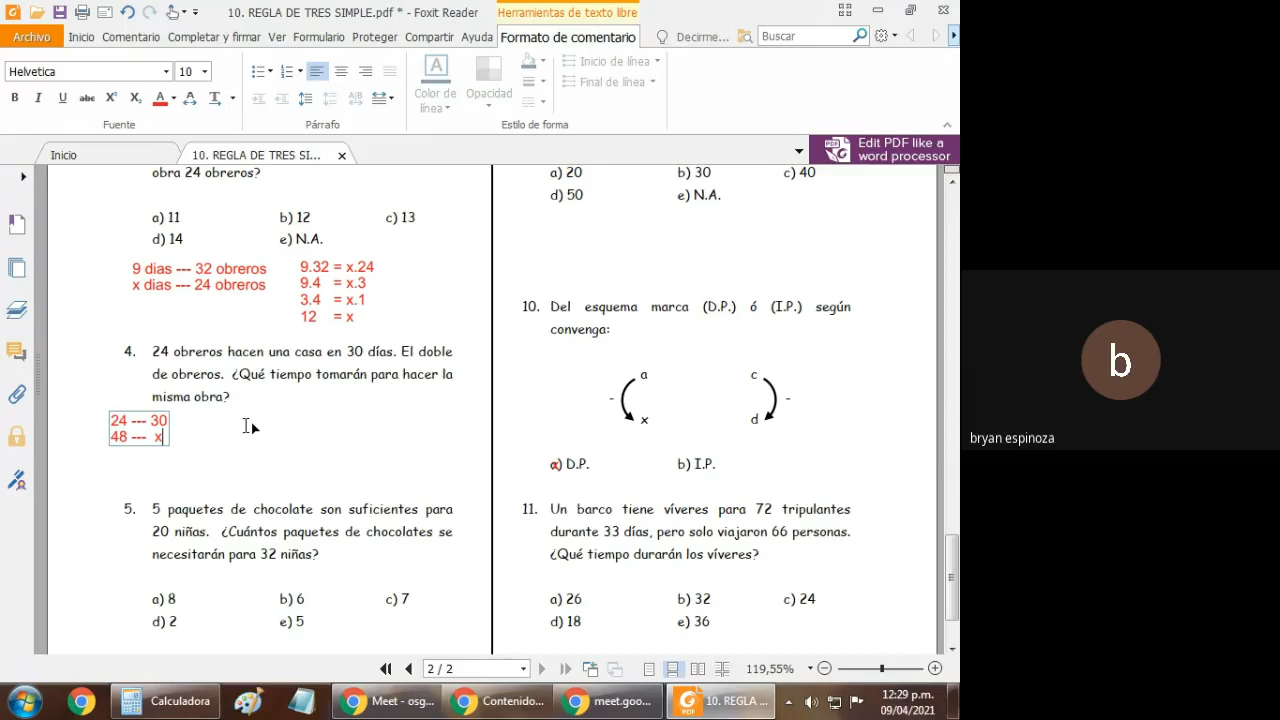 10. REGLA DE TRES SIMPLE.pdf * - Foxit Reader
Herramientas de texto libre
Archivo Inicio Comentario Completar y firmar Ver Formulario Proteger Compartir Ayuda Formato de comentario Decirme... Buscar
Helvetica 10
Color de línea
Opacidad
Inicio de línea
Final de línea
Fuente Párrafo Estilo de forma
Inicio
10. REGLA DE TRES SI...
Edit PDF like a
word processor
obra 24 obreros?
a) 11 b) 12 c) 13
d) 14 e) N.A.
9 dias --- 32 obreros
x dias --- 24 obreros
9.32 = x.24
9.4 = x.3
3.4 = x.1
12 = x
4. 24 obreros hacen una casa en 30 días. El doble
de obreros. ¿Qué tiempo tomarán para hacer la
misma obra?
24 --- 30
48 --- x
5. 5 paquetes de chocolate son suficientes para
20 niñas. ¿Cuántos paquetes de chocolates se
necesitarán para 32 niñas?
a) 8 b) 6 c) 7
d) 2 e) 5
a) 20 b) 30 c) 40
d) 50 e) N.A.
10. Del esquema marca (D.P.) ó (I.P.) según
convenga:
a c
- -
x d
a) D.P. b) I.P.
11. Un barco tiene víveres para 72 tripulantes
durante 33 días, pero solo viajaron 66 personas.
¿Qué tiempo durarán los víveres?
a) 26 b) 32 c) 24
d) 18 e) 36
b
bryan espinoza
2 / 2 119,55%
Calculadora
Meet - osg...
Contenido...
meet.goo...
10. REGLA ...
12:29 p.m.
09/04/2021